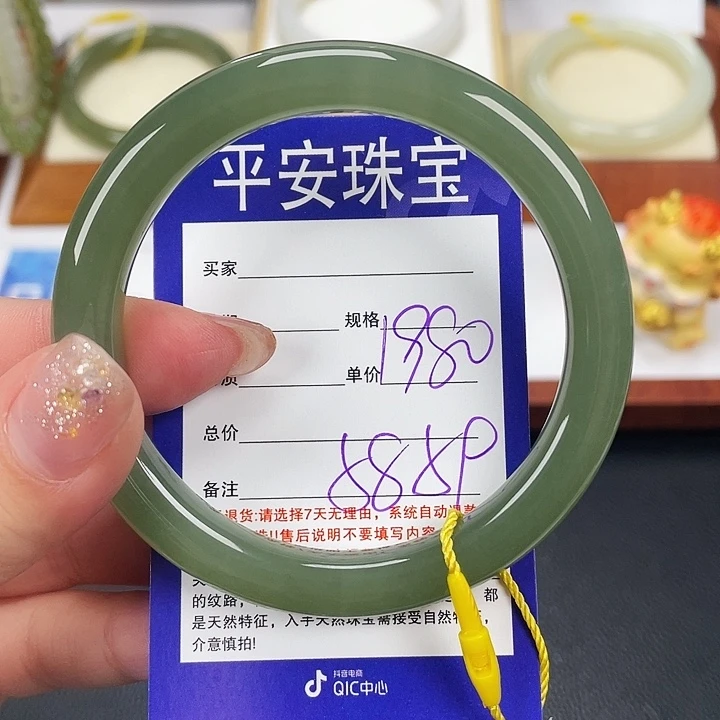 平安珠宝
买家
规格
1980
单价
总价
备注
退货:请选择7天无理由，系统自动退款
!!售后说明不要填写内容
的纹路， 都
是天然特征，入手天然珠宝需接受自然特征，
介意慎拍!
抖音电商
QIC中心